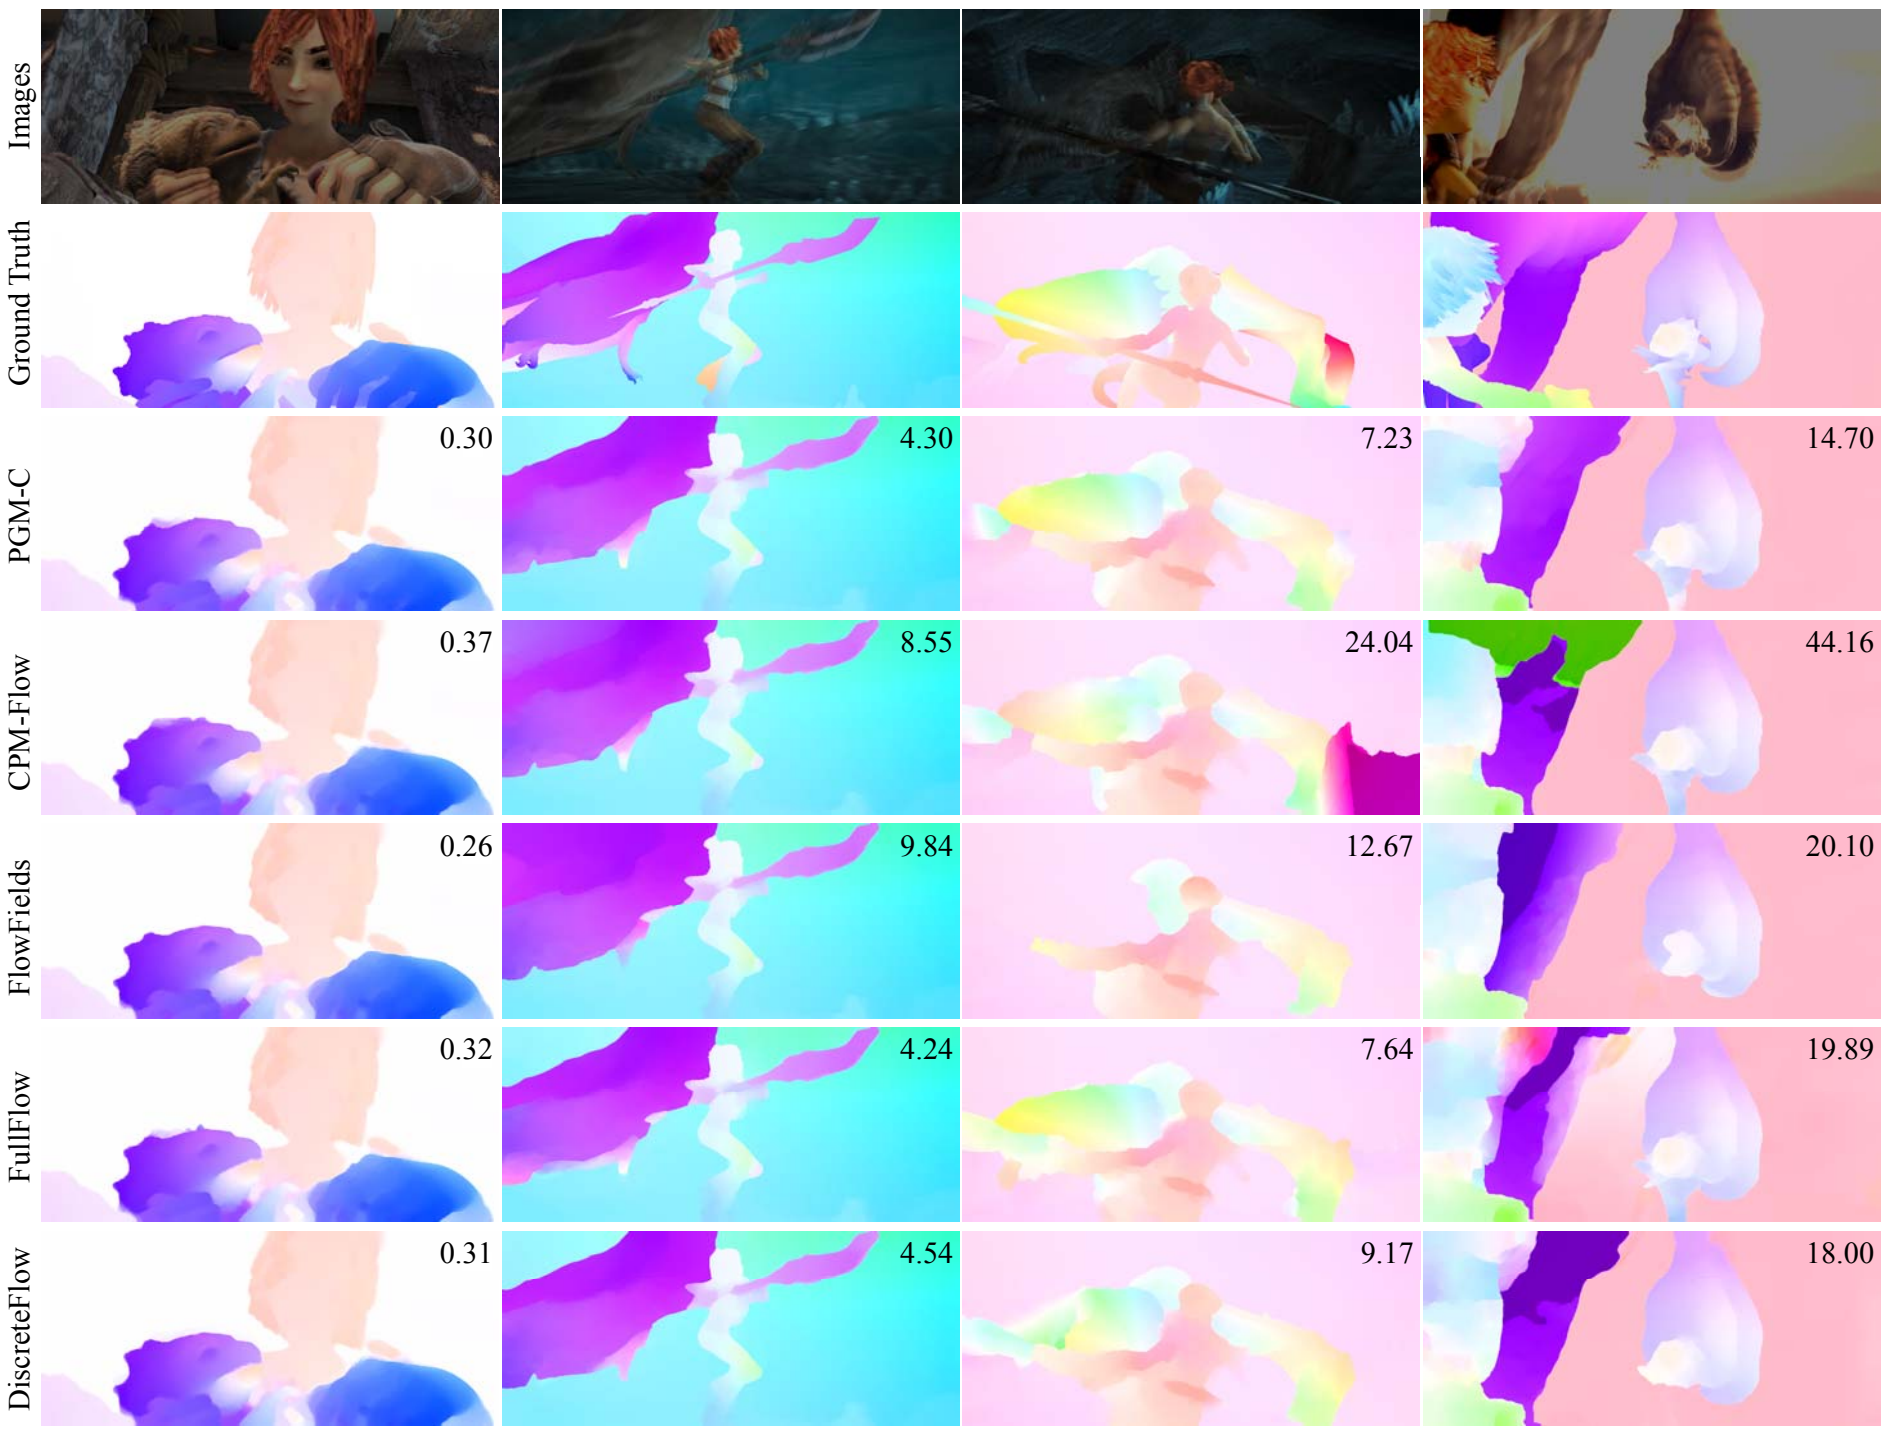 Images
Ground Truth
PGM-C
0.30
4.30
7.23
14.70
CPM-Flow
0.37
8.55
24.04
44.16
FlowFields
0.26
9.84
12.67
20.10
FullFlow
0.32
4.24
7.64
19.89
DiscreteFlow
0.31
4.54
9.17
18.00